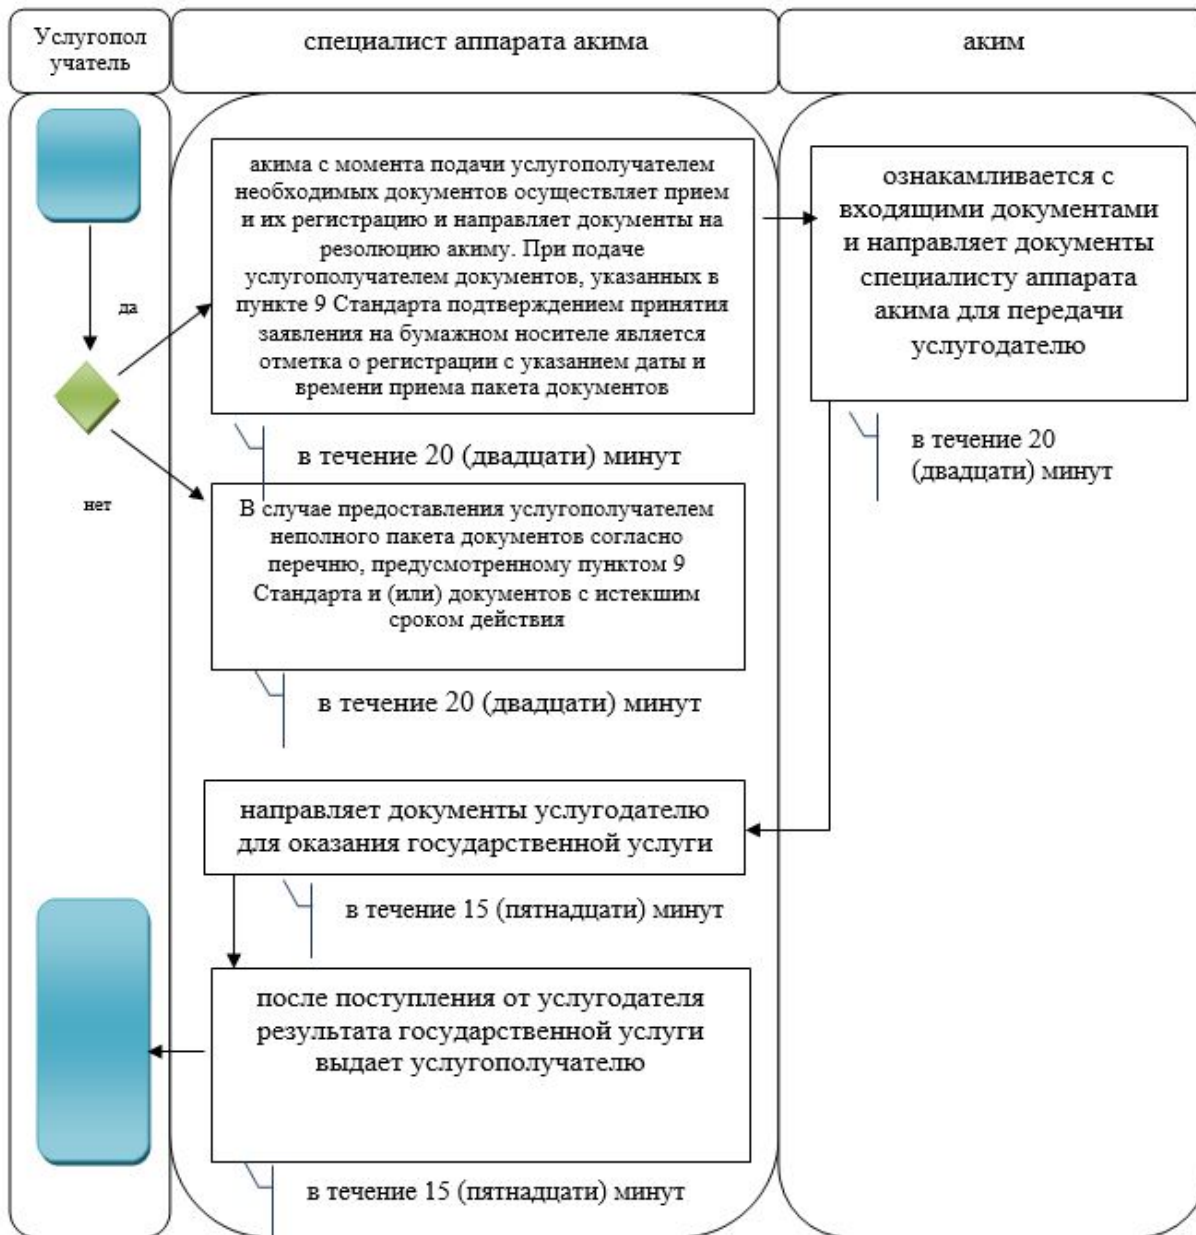 Услугопол
учатель
специалист аппарата акима
аким
акима с момента подачи услугополучателем
необходимых документов осуществляет прием
и их регистрацию и направляет документы на
резолюцию акиму. При подаче
услугополучателем документов, указанных в
пункте 9 Стандарта подтверждением принятия
заявления на бумажном носителе является
отметка о регистрации с указанием даты и
времени приема пакета документов
ознакамливается с
входящими документами
и направляет документы
специалисту аппарата
акима для передачи
услугодателю
да
в течение 20 (двадцати) минут
в течение 20
(двадцати) минут
нет
В случае предоставления услугополучателем
неполного пакета документов согласно
перечню, предусмотренному пунктом 9
Стандарта и (или) документов с истекшим
сроком действия
в течение 20 (двадцати) минут
направляет документы услугодателю
для оказания государственной услуги
в течение 15 (пятнадцати) минут
после поступления от услугодателя
результата государственной услуги
выдает услугополучателю
в течение 15 (пятнадцати) минут